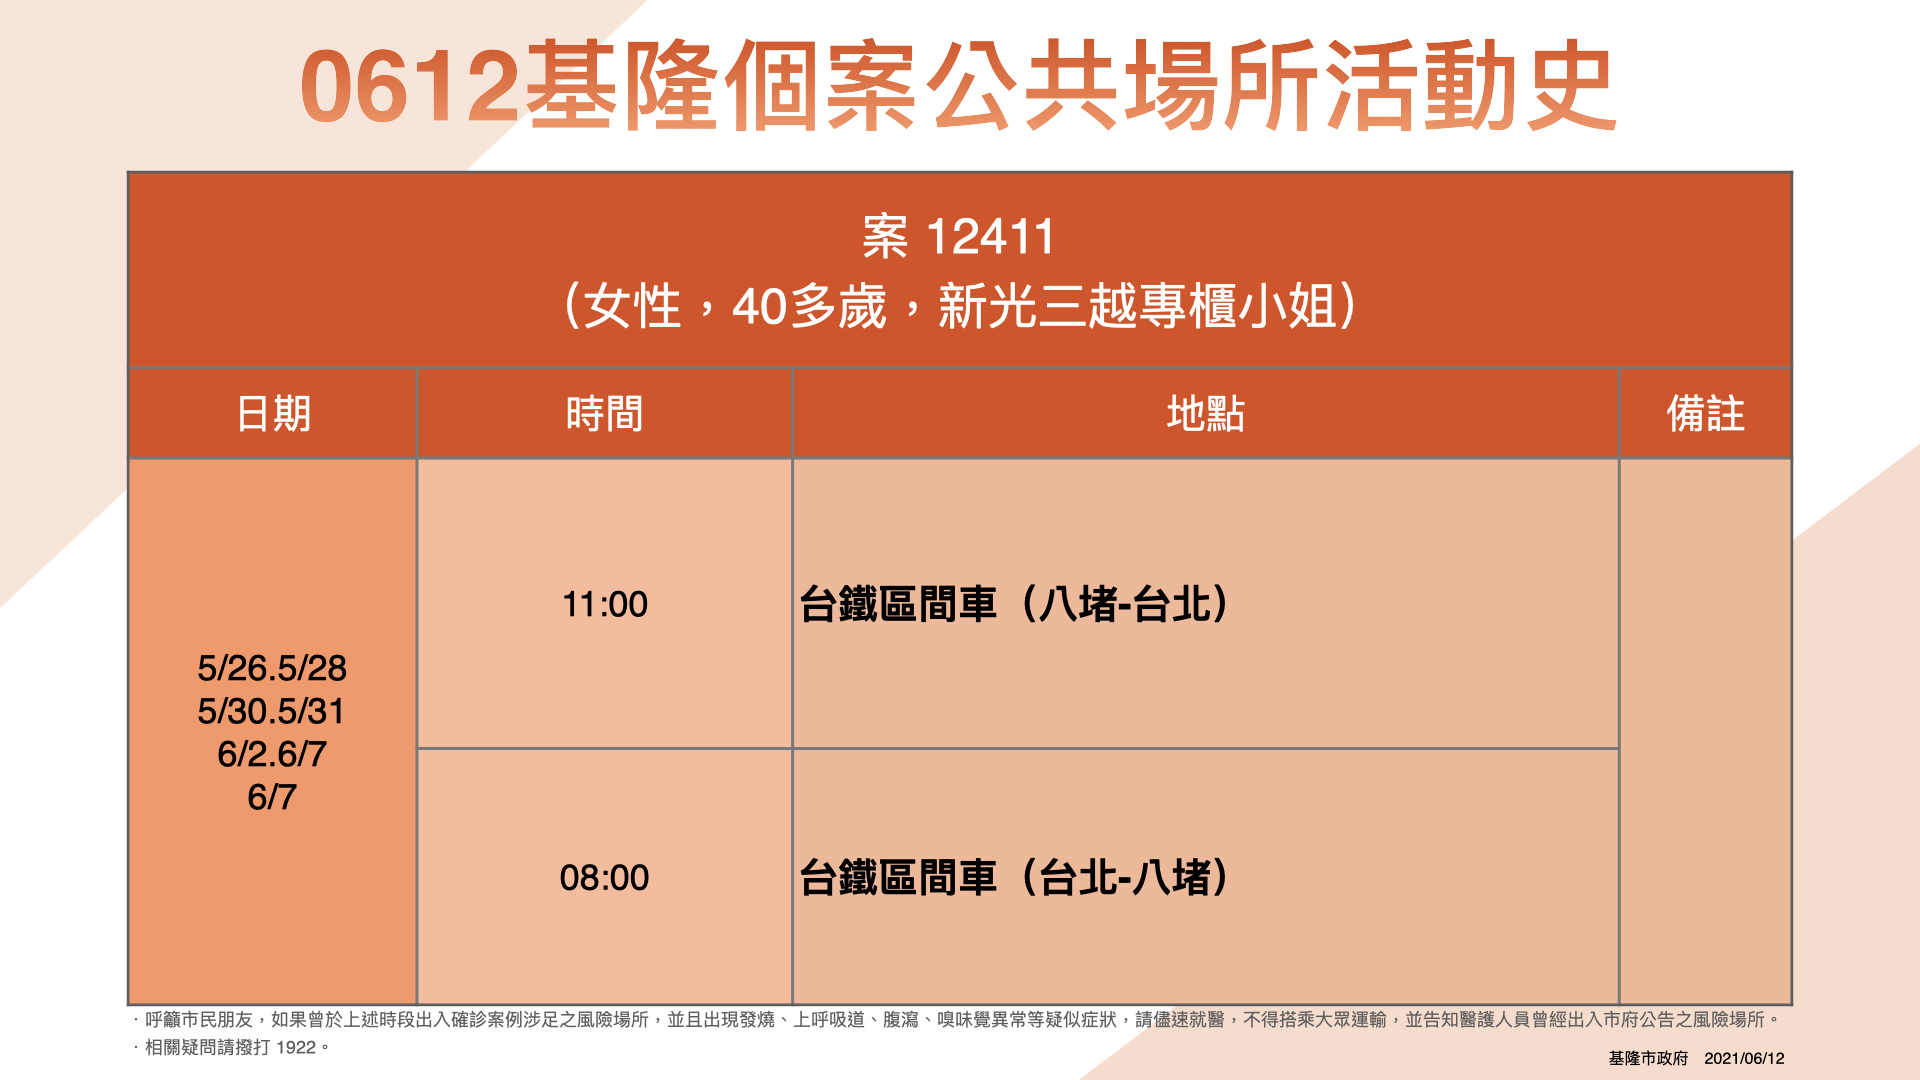 0612基隆個案公共場所活動史
案 12411
（女性，40多歲，新光三越專櫃小姐）
日期
時間
地點
備註
5/26.5/28
5/30.5/31
6/2.6/7
6/7
11:00
台鐵區間車（八堵-台北）
08:00
台鐵區間車（台北-八堵）
· 呼籲市民朋友，如果曾於上述時段出入確診案例涉足之風險場所，並且出現發燒、上呼吸道、腹瀉、嗅味覺異常等疑似症狀，請儘速就醫，不得搭乘大眾運輸，並告知醫護人員曾經出入市府公告之風險場所。
· 相關疑問請撥打 1922。
基隆市政府　2021/06/12